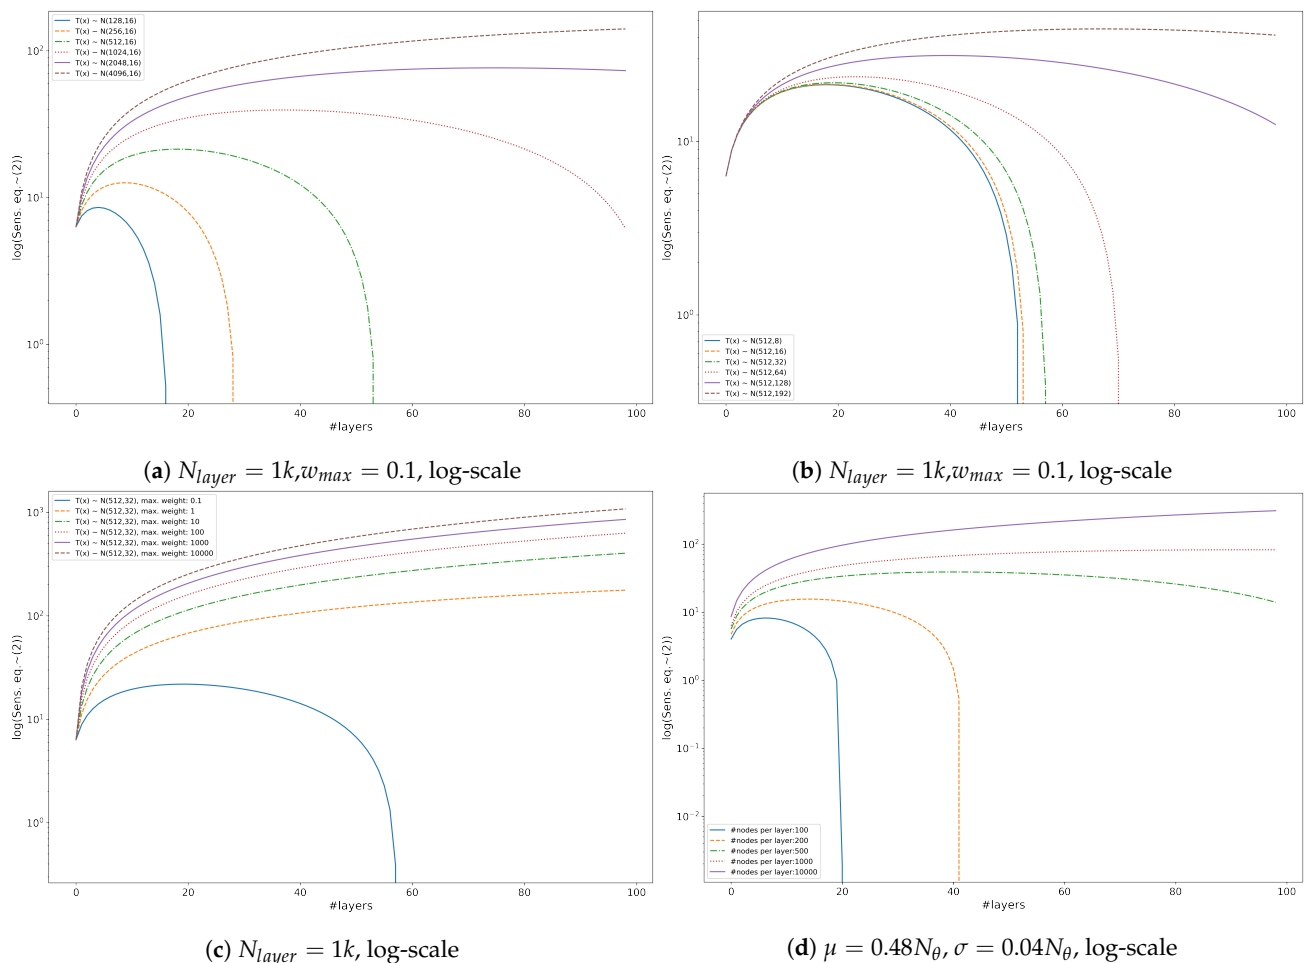 T(x) ~ N(128,16)
T(x) ~ N(256,16)
T(x) ~ N(512,16)
T(x) ~ N(1024,16)
T(x) ~ N(2048,16)
T(x) ~ N(4096,16)
10²
10¹
10⁰
log(Sens. eq.~(2))
0 20 40 60 80 100
#layers
(a) N_layer = 1k,w_max = 0.1, log-scale
10¹
10⁰
log(Sens. eq.~(2))
T(x) ~ N(512,8)
T(x) ~ N(512,16)
T(x) ~ N(512,32)
T(x) ~ N(512,64)
T(x) ~ N(512,128)
T(x) ~ N(512,192)
0 20 40 60 80 100
#layers
(b) N_layer = 1k,w_max = 0.1, log-scale
T(x) ~ N(512,32), max. weight: 0.1
T(x) ~ N(512,32), max. weight: 1
T(x) ~ N(512,32), max. weight: 10
T(x) ~ N(512,32), max. weight: 100
T(x) ~ N(512,32), max. weight: 1000
T(x) ~ N(512,32), max. weight: 10000
10³
10²
10¹
10⁰
log(Sens. eq.~(2))
0 20 40 60 80 100
#layers
(c) N_layer = 1k, log-scale
10²
10¹
10⁰
10⁻¹
10⁻²
log(Sens. eq.~(2))
#nodes per layer:100
#nodes per layer:200
#nodes per layer:500
#nodes per layer:1000
#nodes per layer:10000
0 20 40 60 80 100
#layers
(d) μ = 0.48N_θ, σ = 0.04N_θ, log-scale